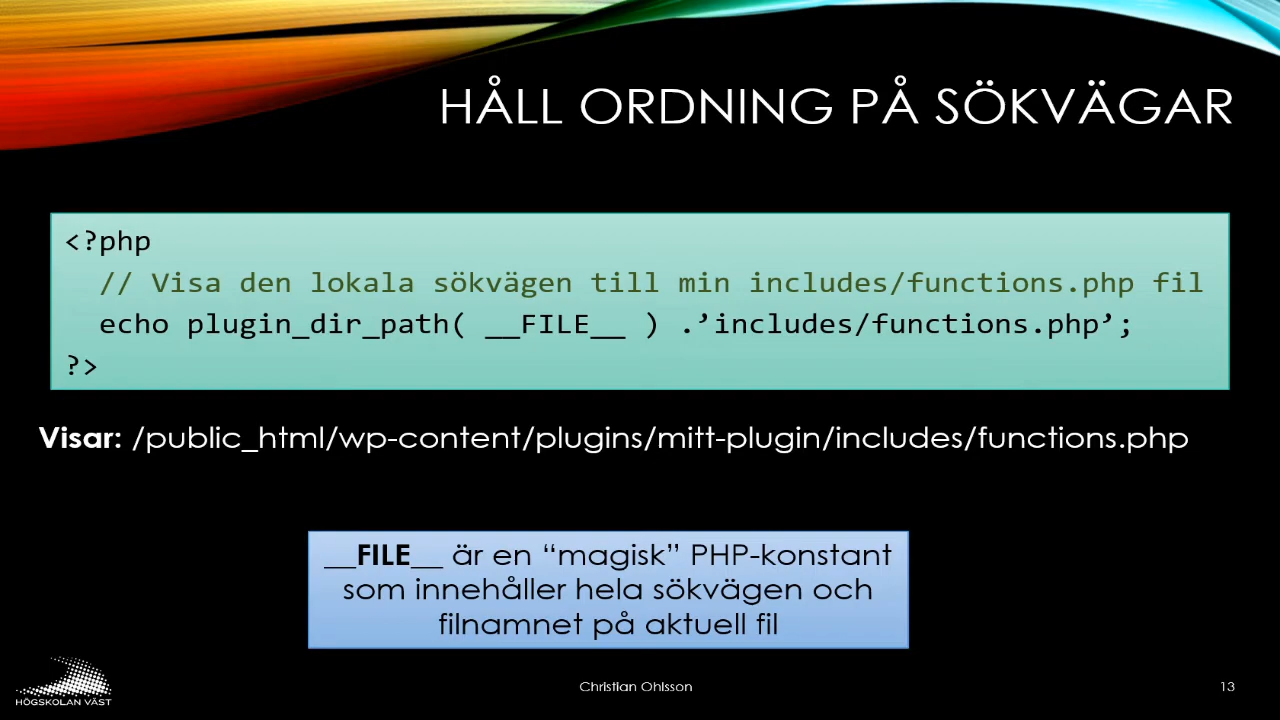 HÅLL ORDNING PÅ SÖKVÄGAR
<?php
// Visa den lokala sökvägen till min includes/functions.php fil
echo plugin_dir_path( __FILE__ ) .’includes/functions.php’;
?>
Visar: /public_html/wp-content/plugins/mitt-plugin/includes/functions.php
__FILE__ är en “magisk” PHP-konstant
som innehåller hela sökvägen och
filnamnet på aktuell fil
HÖGSKOLAN VÄST
Christian Ohlsson
13